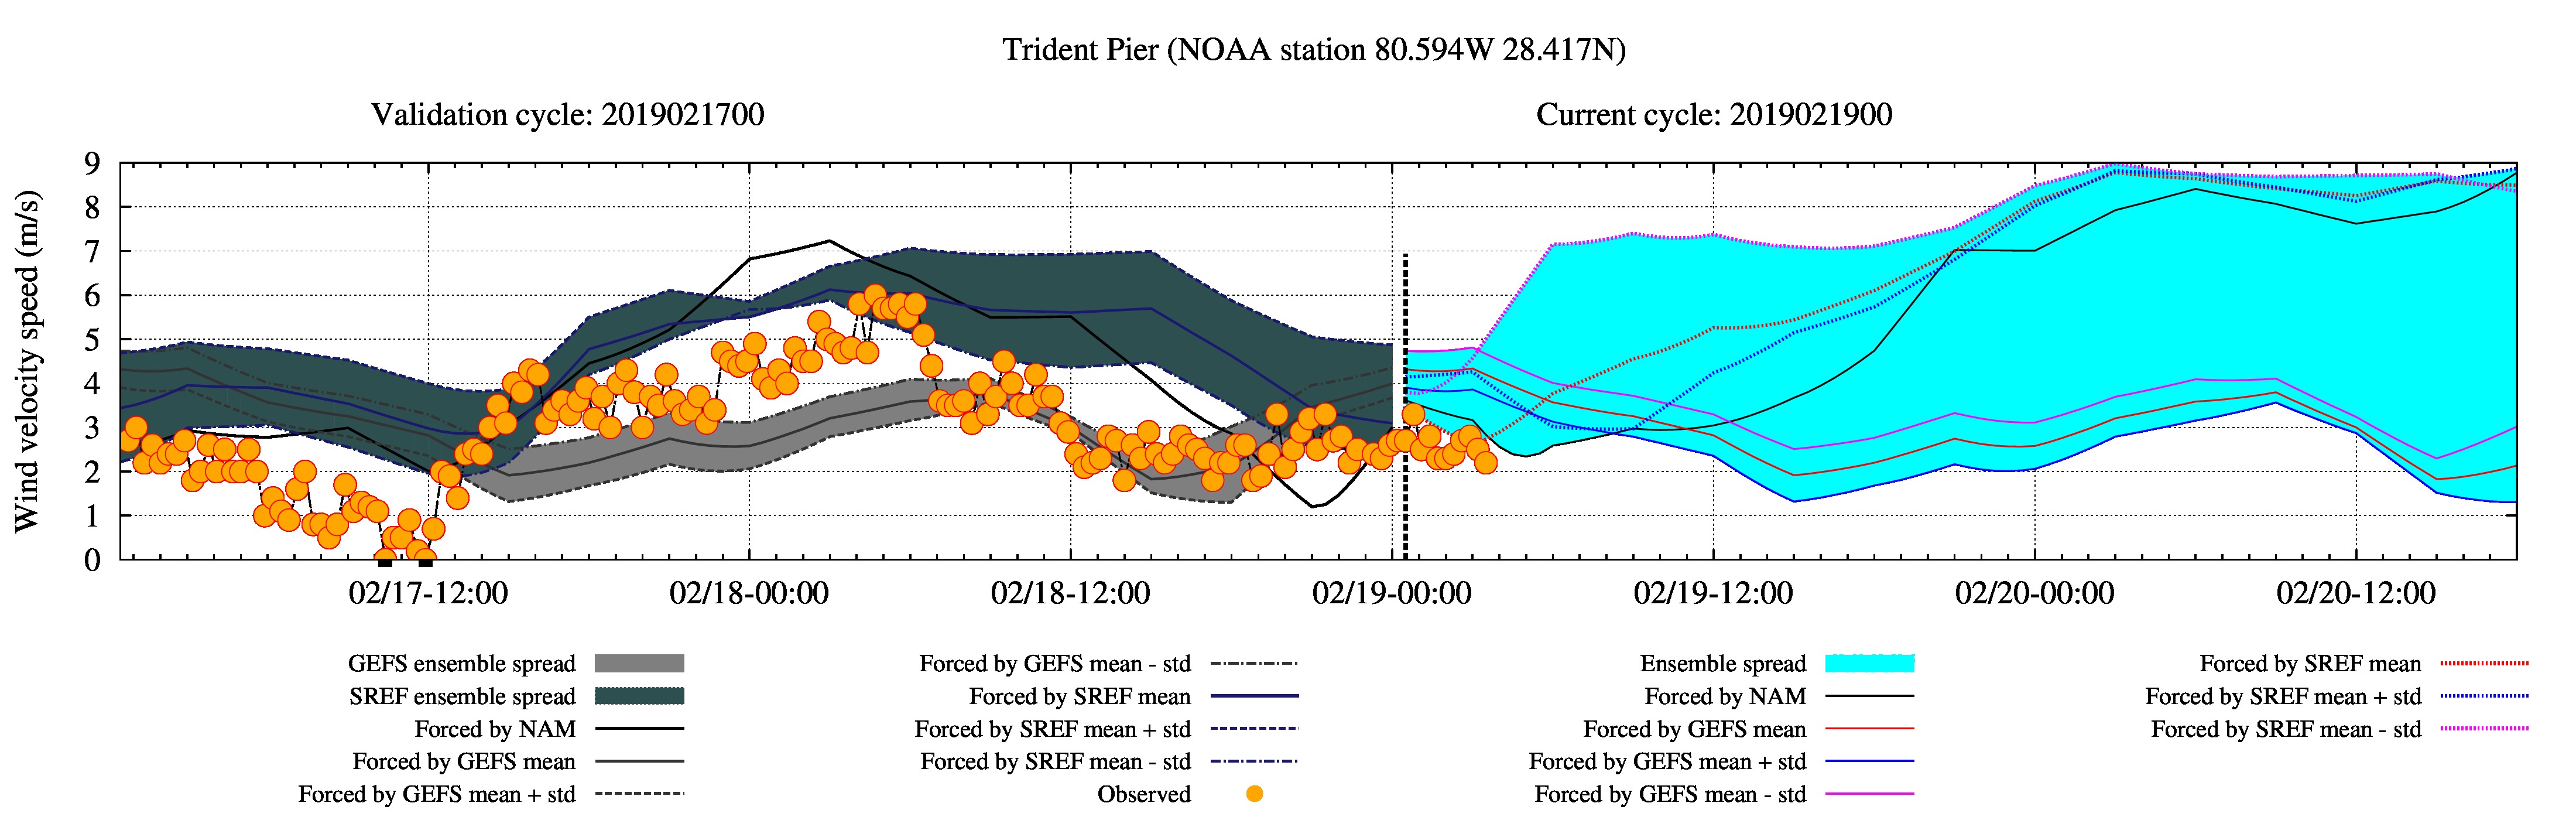 Trident Pier (NOAA station 80.594W 28.417N)
Validation cycle: 2019021700
Current cycle: 2019021900
Wind velocity speed (m/s)
9
8
7
6
5
4
3
2
1
0
02/17-12:00 02/18-00:00 02/18-12:00 02/19-00:00 02/19-12:00 02/20-00:00 02/20-12:00
GEFS ensemble spread
SREF ensemble spread
Forced by NAM
Forced by GEFS mean
Forced by GEFS mean + std
Forced by GEFS mean - std
Forced by SREF mean
Forced by SREF mean + std
Forced by SREF mean - std
Observed
Ensemble spread
Forced by NAM
Forced by GEFS mean
Forced by GEFS mean + std
Forced by GEFS mean - std
Forced by SREF mean
Forced by SREF mean + std
Forced by SREF mean - std